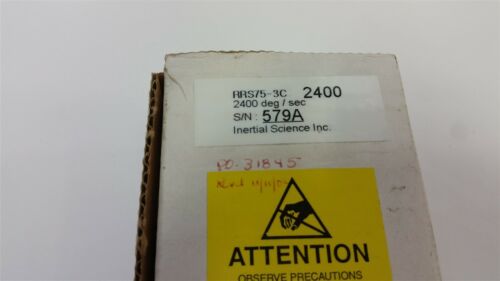 RRS75-3C 2400
2400 deg / sec
S/N : 579A
Inertial Science Inc.
PO-31845
ATTENTION
OBSERVE PRECAUTIONS